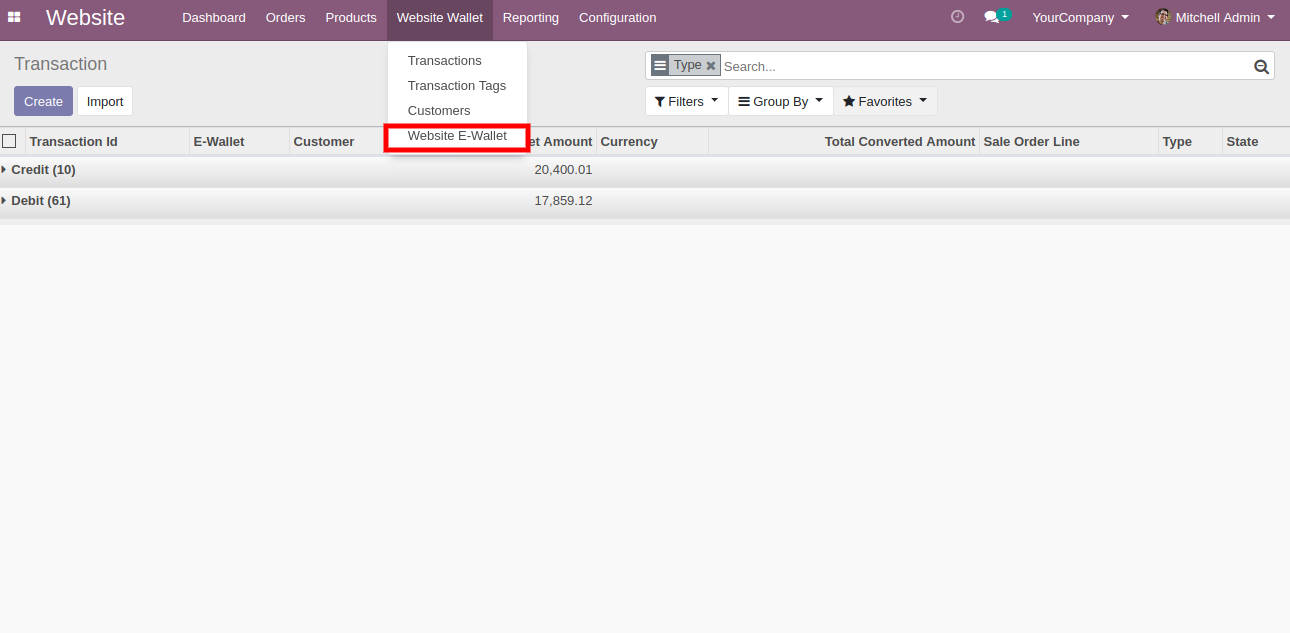 Website Dashboard Orders Products Website Wallet Reporting Configuration 1 YourCompany Mitchell Admin
Transaction
Transactions
Transaction Tags
Customers
Website E-Wallet
Type Search...
Create Import
Filters Group By Favorites
Transaction Id E-Wallet Customer Amount Currency Total Converted Amount Sale Order Line Type State
Credit (10) 20,400.01
Debit (61) 17,859.12